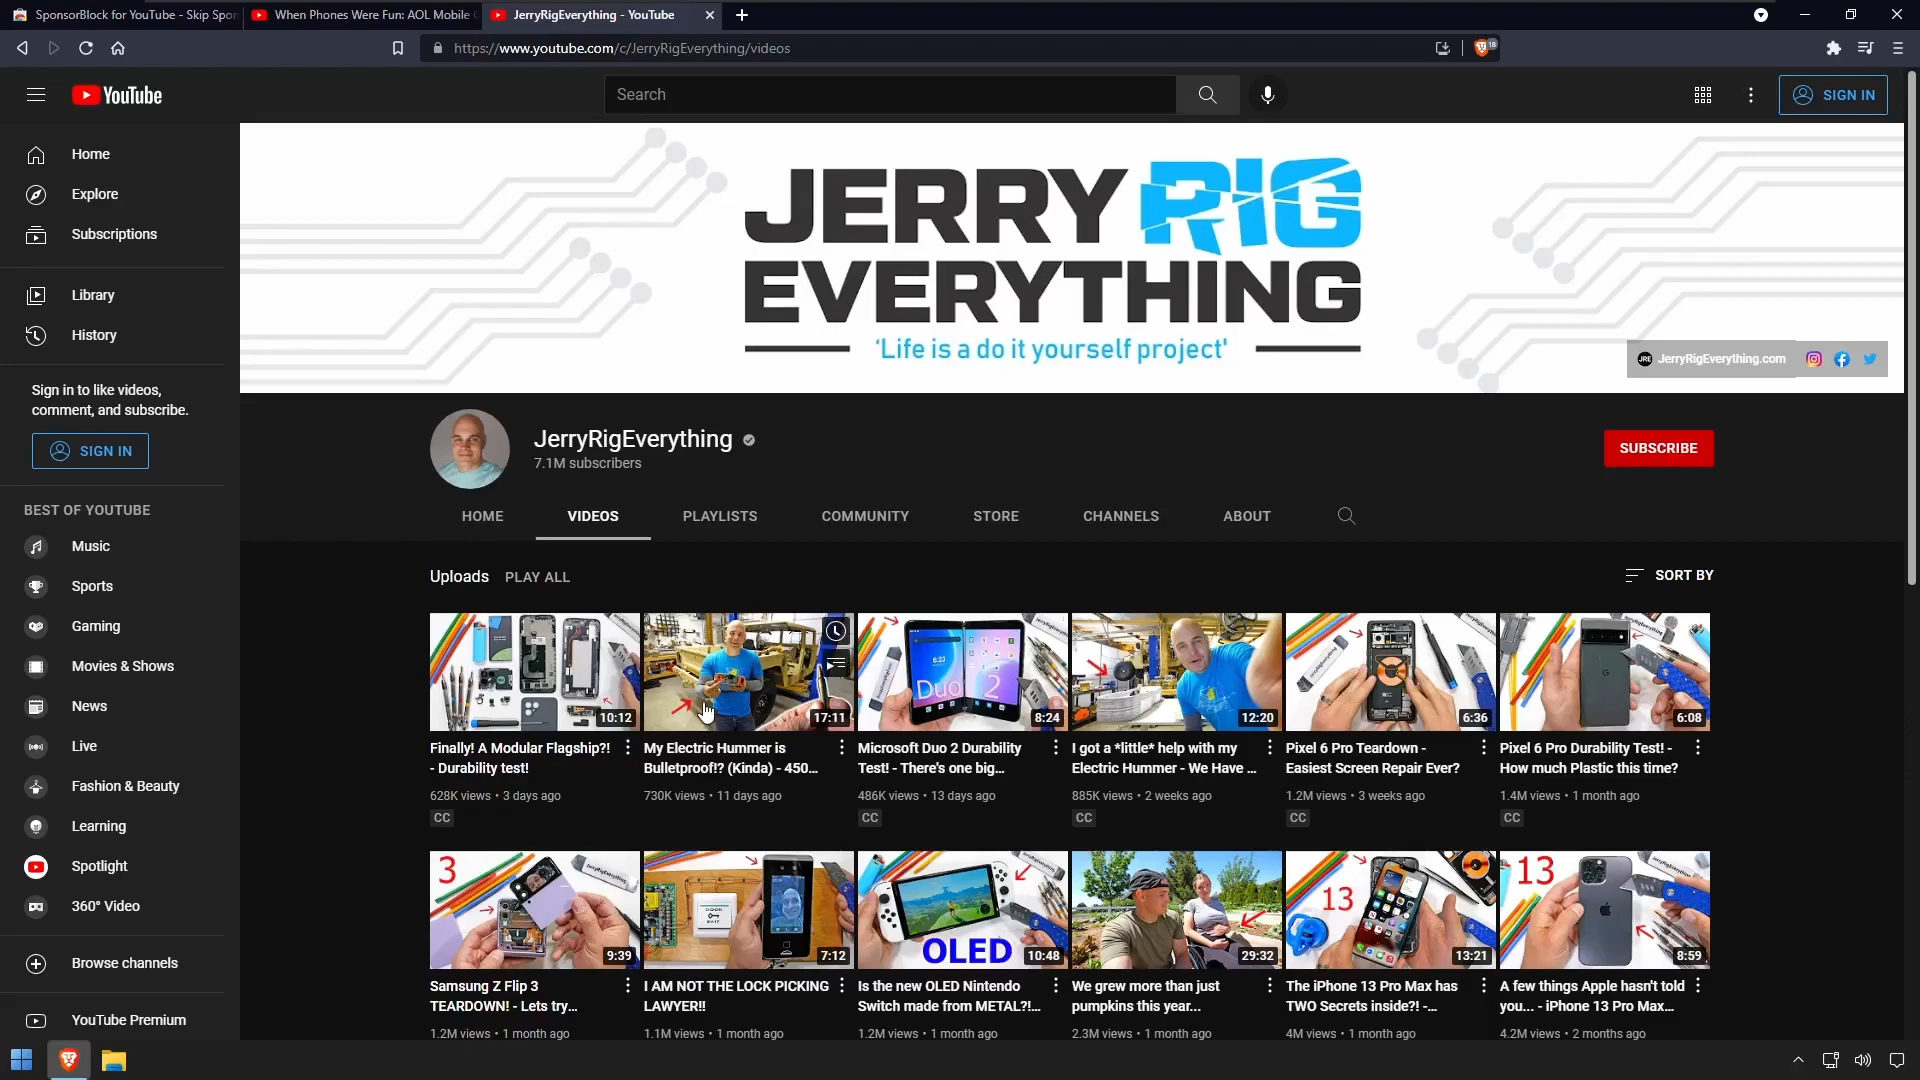 SponsorBlock for YouTube - Skip Spon
When Phones Were Fun: AOL Mobile
JerryRigEverything - YouTube
https://www.youtube.com/c/JerryRigEverything/videos
18
YouTube
Search
SIGN IN
Home
Explore
Subscriptions
Library
History
Sign in to like videos,
comment, and subscribe.
SIGN IN
BEST OF YOUTUBE
Music
Sports
Gaming
Movies & Shows
News
Live
Fashion & Beauty
Learning
Spotlight
360° Video
Browse channels
YouTube Premium
JERRY RIG
EVERYTHING
'Life is a do it yourself project'
JRE JerryRigEverything.com
JerryRigEverything
7.1M subscribers
SUBSCRIBE
HOME VIDEOS PLAYLISTS COMMUNITY STORE CHANNELS ABOUT
Uploads PLAY ALL
SORT BY
10:12
Finally! A Modular Flagship?!
- Durability test!
628K views • 3 days ago
CC
17:11
My Electric Hummer is
Bulletproof!? (Kinda) - 450...
730K views • 11 days ago
6:23
Duo 2
8:24
Microsoft Duo 2 Durability
Test! - There's one big...
486K views • 13 days ago
CC
12:20
I got a *little* help with my
Electric Hummer - We Have ...
885K views • 2 weeks ago
CC
6:36
Pixel 6 Pro Teardown -
Easiest Screen Repair Ever?
1.2M views • 3 weeks ago
CC
6:08
Pixel 6 Pro Durability Test! -
How much Plastic this time?
1.4M views • 1 month ago
CC
3
9:39
Samsung Z Flip 3
TEARDOWN! - Lets try...
1.2M views • 1 month ago
DOOR
EXIT
7:12
I AM NOT THE LOCK PICKING
LAWYER!!
1.1M views • 1 month ago
OLED
10:48
Is the new OLED Nintendo
Switch made from METAL?!...
1.2M views • 1 month ago
29:32
We grew more than just
pumpkins this year...
2.3M views • 1 month ago
13
13:21
The iPhone 13 Pro Max has
TWO Secrets inside?! -...
4M views • 1 month ago
13
8:59
A few things Apple hasn't told
you... - iPhone 13 Pro Max...
4.2M views • 2 months ago